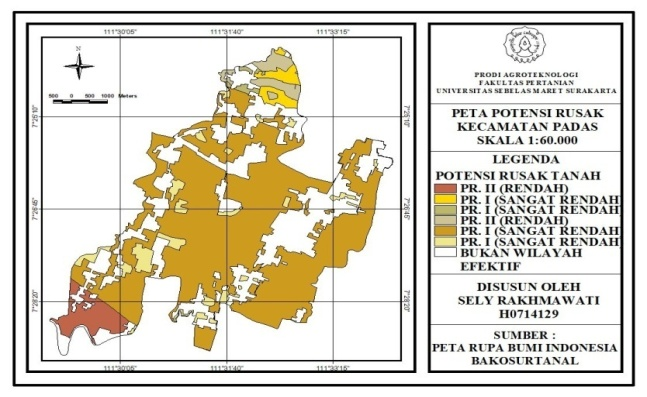 111°30'05"
111°31'40"
111°33'15"
N
500 0 500 1000 Meters
7°25'10"
7°25'10"
7°26'45"
7°26'45"
7°28'20"
7°28'20"
111°30'05"
111°31'40"
111°33'15"
PRODI AGROTEKNOLOGI
FAKULTAS PERTANIAN
UNIVERSITAS SEBELAS MARET SURAKARTA
PETA POTENSI RUSAK
KECAMATAN PADAS
SKALA 1:60.000
LEGENDA
POTENSI RUSAK TANAH
PR. II (RENDAH)
PR. I (SANGAT RENDAH)
PR. I (SANGAT RENDAH)
PR. II (RENDAH)
PR. I (SANGAT RENDAH)
PR. I (SANGAT RENDAH)
BUKAN WILAYAH
EFEKTIF
DISUSUN OLEH
SELY RAKHMAWATI
H0714129
SUMBER :
PETA RUPA BUMI INDONESIA
BAKOSURTANAL